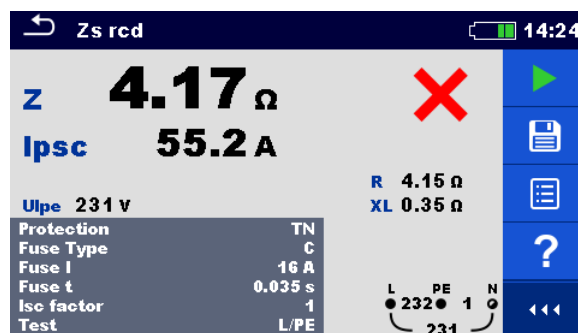 Zs rcd 14:24
Z 4.17 Ω
Ipsc 55.2 A
R 4.15 Ω
Ulpe 231 V XL 0.35 Ω
Protection TN
Fuse Type C
Fuse I 16 A
Fuse t 0.035 s
Isc factor 1
Test L/PE
L PE N
232 1
231
?